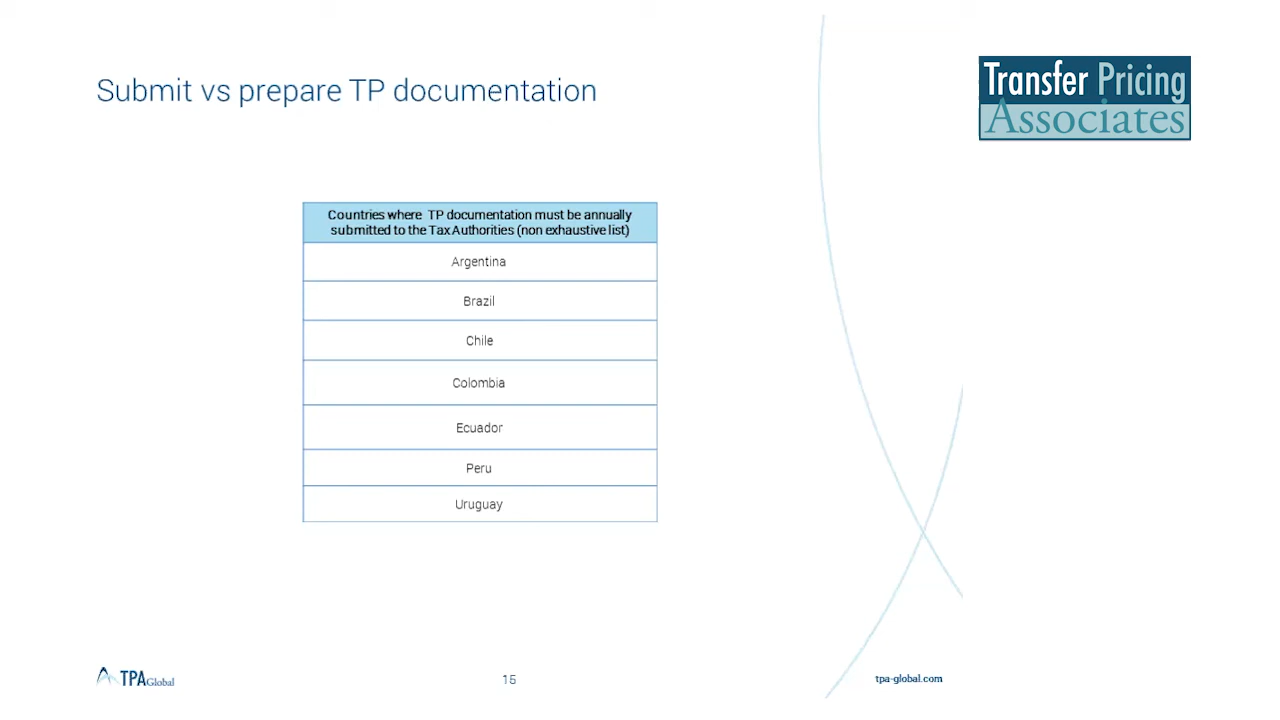 Submit vs prepare TP documentation
Transfer Pricing
Associates
Countries where TP documentation must be annually
submitted to the Tax Authorities (non exhaustive list)
Argentina
Brazil
Chile
Colombia
Ecuador
Peru
Uruguay
TPA Global
15
tpa-global.com